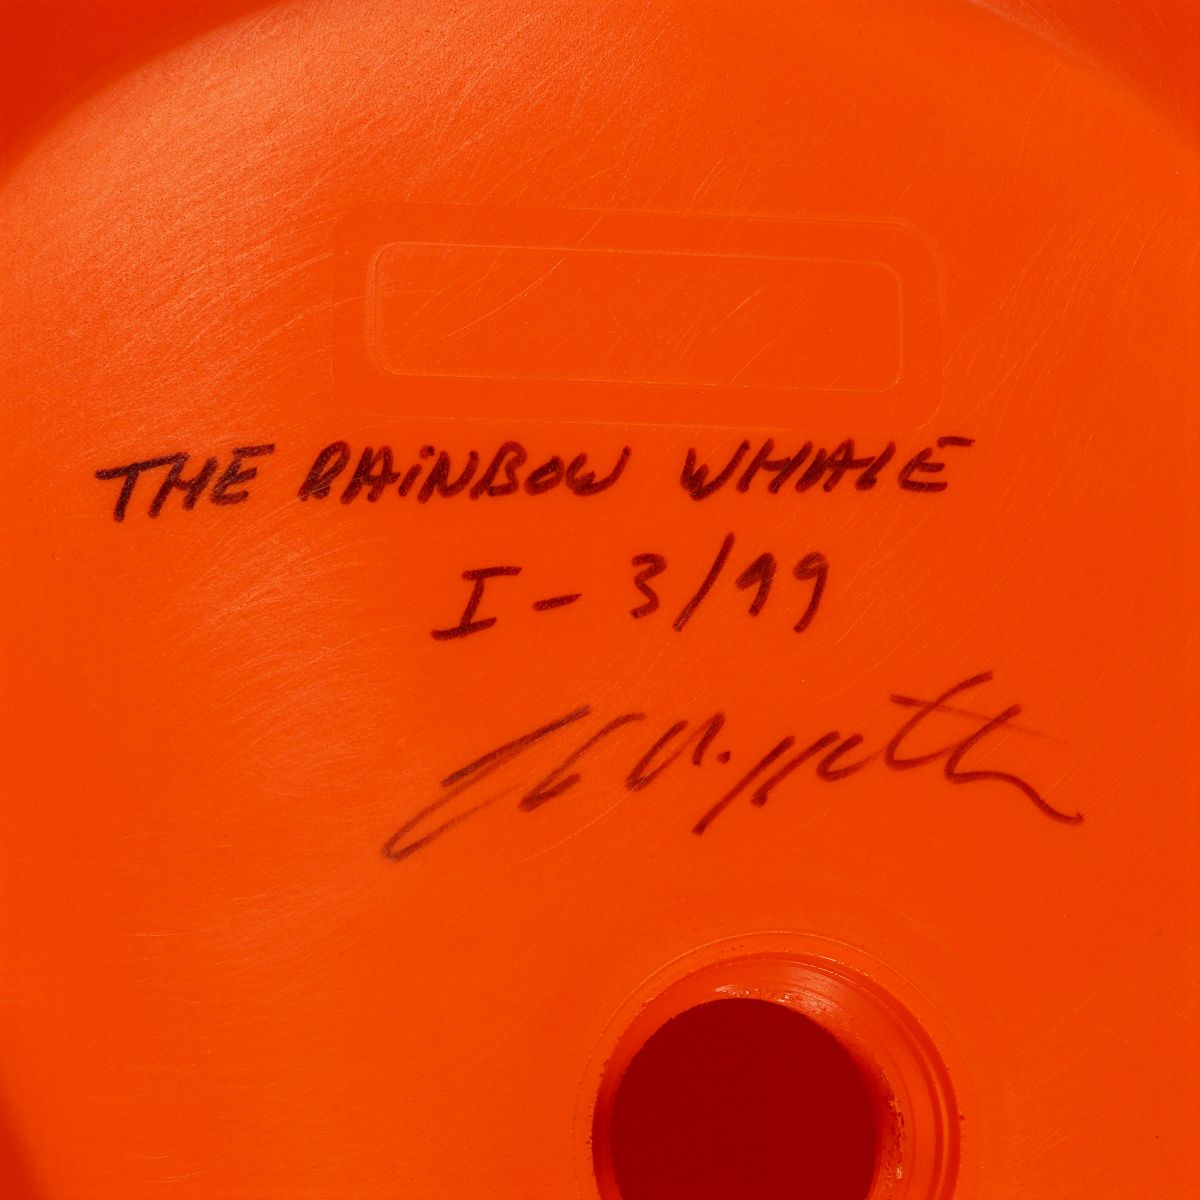 THE RAiNBOW WHALE
I - 3/99